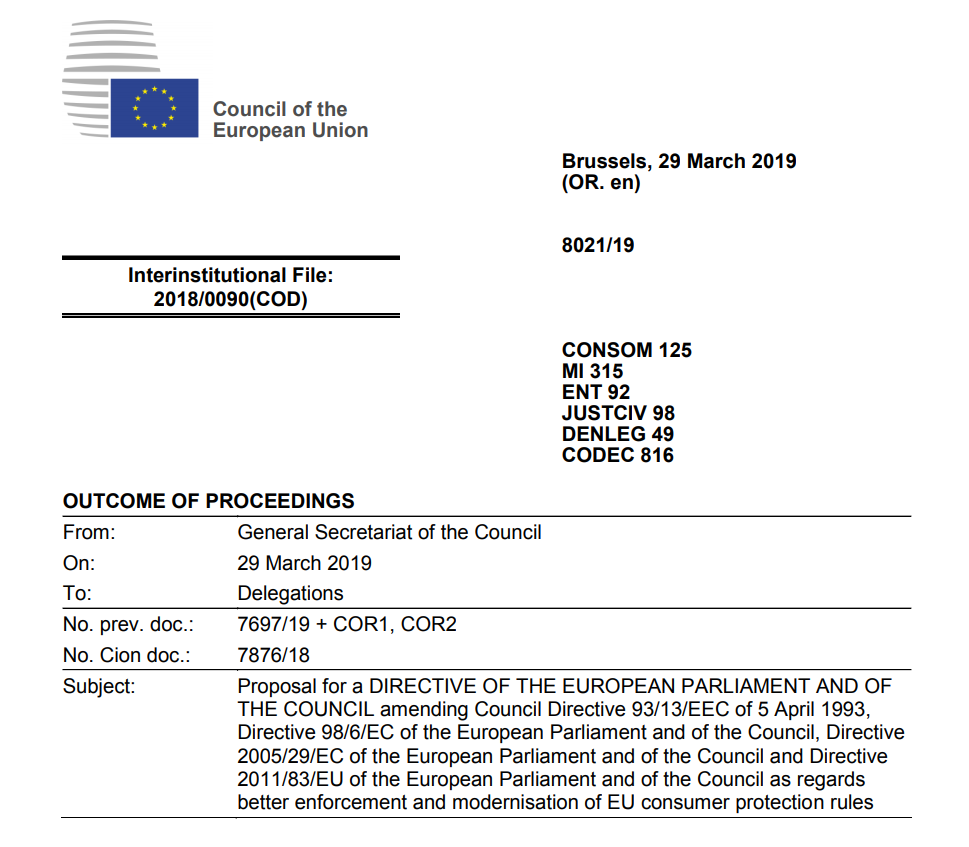 Council of the
European Union
Brussels, 29 March 2019
(OR. en)
8021/19
Interinstitutional File:
2018/0090(COD)
CONSOM 125
MI 315
ENT 92
JUSTCIV 98
DENLEG 49
CODEC 816
OUTCOME OF PROCEEDINGS
From: General Secretariat of the Council
On: 29 March 2019
To: Delegations
No. prev. doc.: 7697/19 + COR1, COR2
No. Cion doc.: 7876/18
Subject: Proposal for a DIRECTIVE OF THE EUROPEAN PARLIAMENT AND OF
THE COUNCIL amending Council Directive 93/13/EEC of 5 April 1993,
Directive 98/6/EC of the European Parliament and of the Council, Directive
2005/29/EC of the European Parliament and of the Council and Directive
2011/83/EU of the European Parliament and of the Council as regards
better enforcement and modernisation of EU consumer protection rules